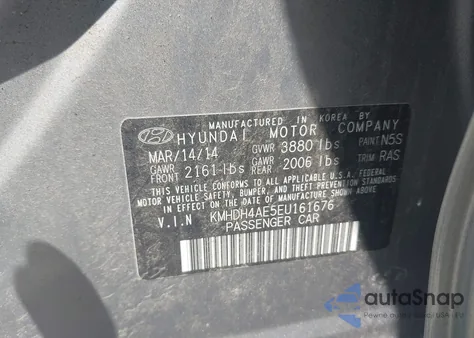 MANUFACTURED IN KOREA BY
HYUNDAI MOTOR COMPANY
MAR/14/14 GVWR 3880 lbs PAINT N5S
GAWR FRONT 2161 lbs GAWR REAR 2006 lbs TRIM RAS
THIS VEHICLE CONFORMS TO ALL APPLICABLE U.S.A. FEDERAL
MOTOR VEHICLE SAFETY, BUMPER, AND THEFT PREVENTION STANDARDS
IN EFFECT ON THE DATE OF MANUFACTURE SHOWN ABOVE.
V.I.N KMHDH4AE5EU161676
PASSENGER CAR
autoSnap